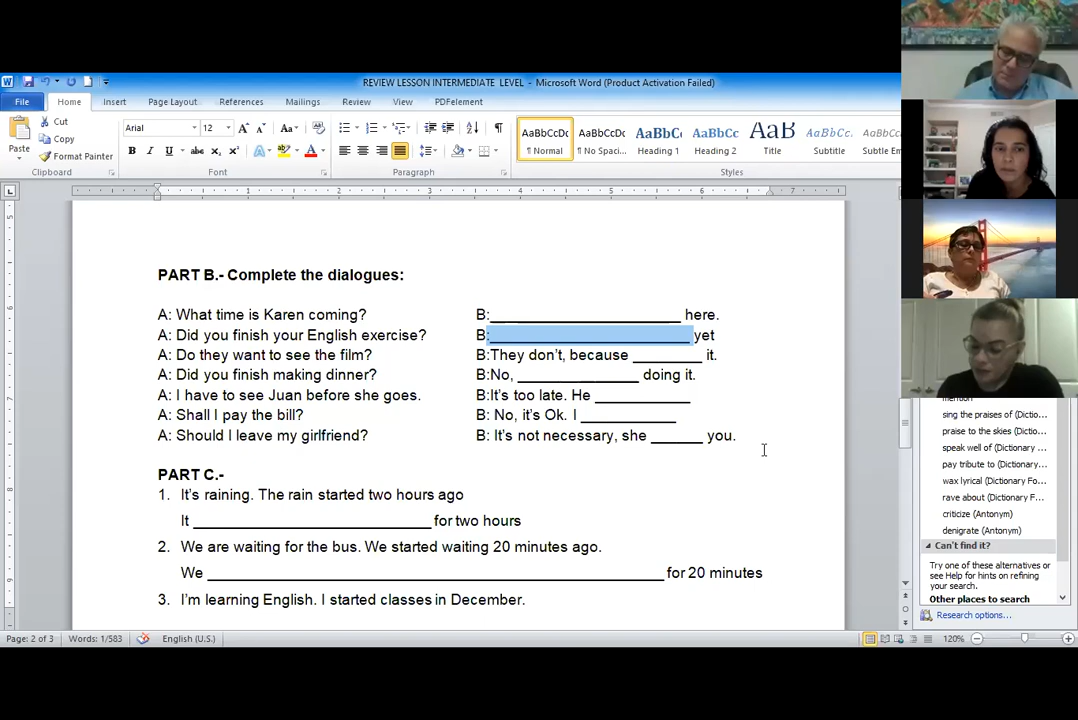 REVIEW LESSON INTERMEDIATE LEVEL - Microsoft Word (Product Activation Failed)
File Home Insert Page Layout References Mailings Review View PDFelement
Paste
Cut
Copy
Format Painter
Clipboard
Arial 12
Font
Paragraph
AaBbCcDc AaBbCcDc AaBbC AaBbCc AaB AaBbCc. AaBbCcDc
¶ Normal ¶ No Spaci... Heading 1 Heading 2 Title Subtitle Subtle Em
Styles
PART B.- Complete the dialogues:
A: What time is Karen coming? B:_______________________ here.
A: Did you finish your English exercise? B:________________________ yet
A: Do they want to see the film? B:They don't, because ________ it.
A: Did you finish making dinner? B:No, ______________ doing it.
A: I have to see Juan before she goes. B:It's too late. He ___________
A: Shall I pay the bill? B: No, it's Ok. I ___________
A: Should I leave my girlfriend? B: It's not necessary, she ______ you.
PART C.-
1. It's raining. The rain started two hours ago
It ____________________________ for two hours
2. We are waiting for the bus. We started waiting 20 minutes ago.
We ______________________________________________________ for 20 minutes
3. I'm learning English. I started classes in December.
sing the praises of (Dictio...
praise to the skies (Dictio...
speak well of (Dictionary ...
pay tribute to (Dictionary...
wax lyrical (Dictionary Fo...
rave about (Dictionary F...
criticize (Antonym)
denigrate (Antonym)
Can't find it?
Try one of these alternatives or
see Help for hints on refining
your search.
Other places to search
Research options...
Page: 2 of 3 Words: 1/583 English (U.S.) 120%